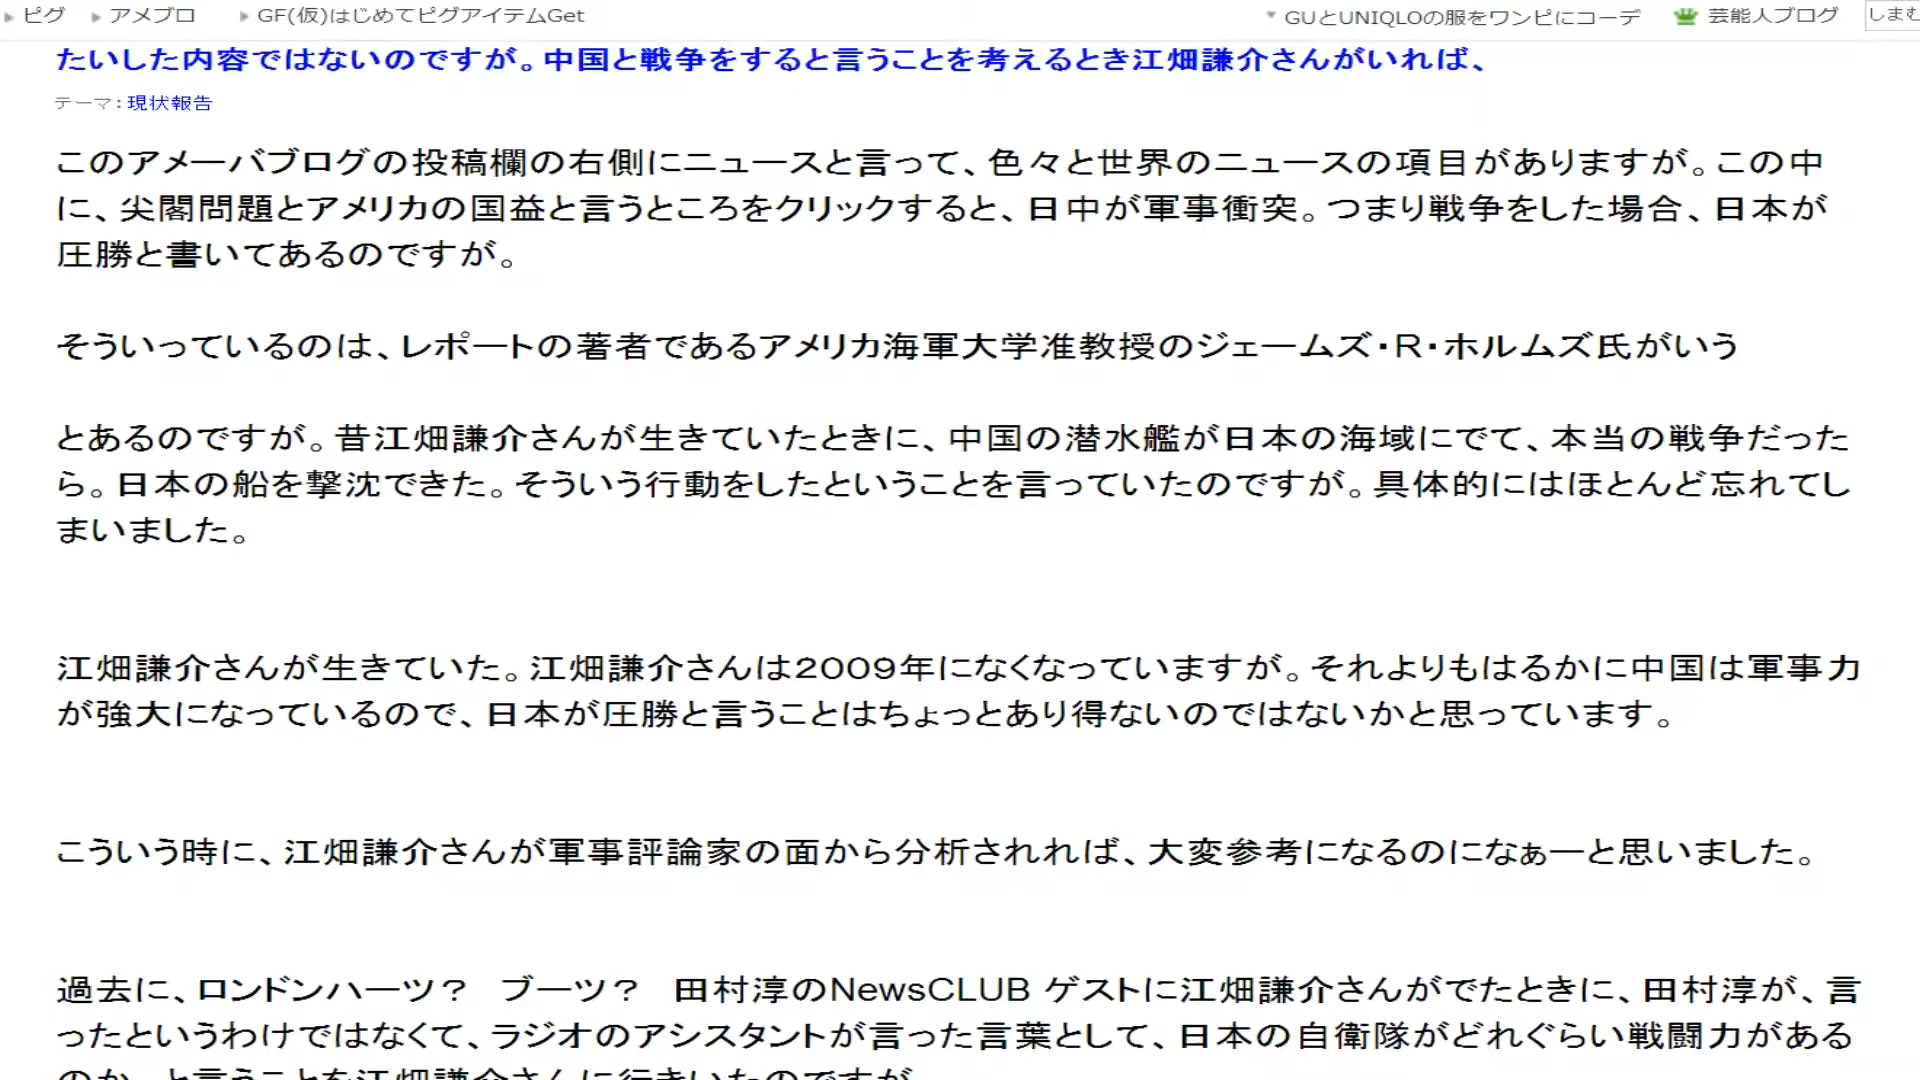 ピグ アメブロ GF(仮)はじめてピグアイテムGet GUとUNIQLOの服をワンピにコーデ 芸能人ブログ しまむ
たいした内容ではないのですが。中国と戦争をすると言うことを考えるとき江畑謙介さんがいれば、
テーマ：現状報告
このアメーバブログの投稿欄の右側にニュースと言って、色々と世界のニュースの項目がありますが。この中
に、尖閣問題とアメリカの国益と言うところをクリックすると、日中が軍事衝突。つまり戦争をした場合、日本が
圧勝と書いてあるのですが。
そういっているのは、レポートの著者であるアメリカ海軍大学准教授のジェームズ・R・ホルムズ氏がいう
とあるのですが。昔江畑謙介さんが生きていたときに、中国の潜水艦が日本の海域にでて、本当の戦争だった
ら。日本の船を撃沈できた。そういう行動をしたということを言っていたのですが。具体的にはほとんど忘れてし
まいました。
江畑謙介さんが生きていた。江畑謙介さんは2009年になくなっていますが。それよりもはるかに中国は軍事力
が強大になっているので、日本が圧勝と言うことはちょっとあり得ないのではないかと思っています。
こういう時に、江畑謙介さんが軍事評論家の面から分析されれば、大変参考になるのになぁーと思いました。
過去に、ロンドンハーツ？　ブーツ？　田村淳のNewsCLUB ゲストに江畑謙介さんがでたときに、田村淳が、言
ったというわけではなくて、ラジオのアシスタントが言った言葉として、日本の自衛隊がどれぐらい戦闘力がある
のか。と言うことを江畑謙介さんに行きいたのですが